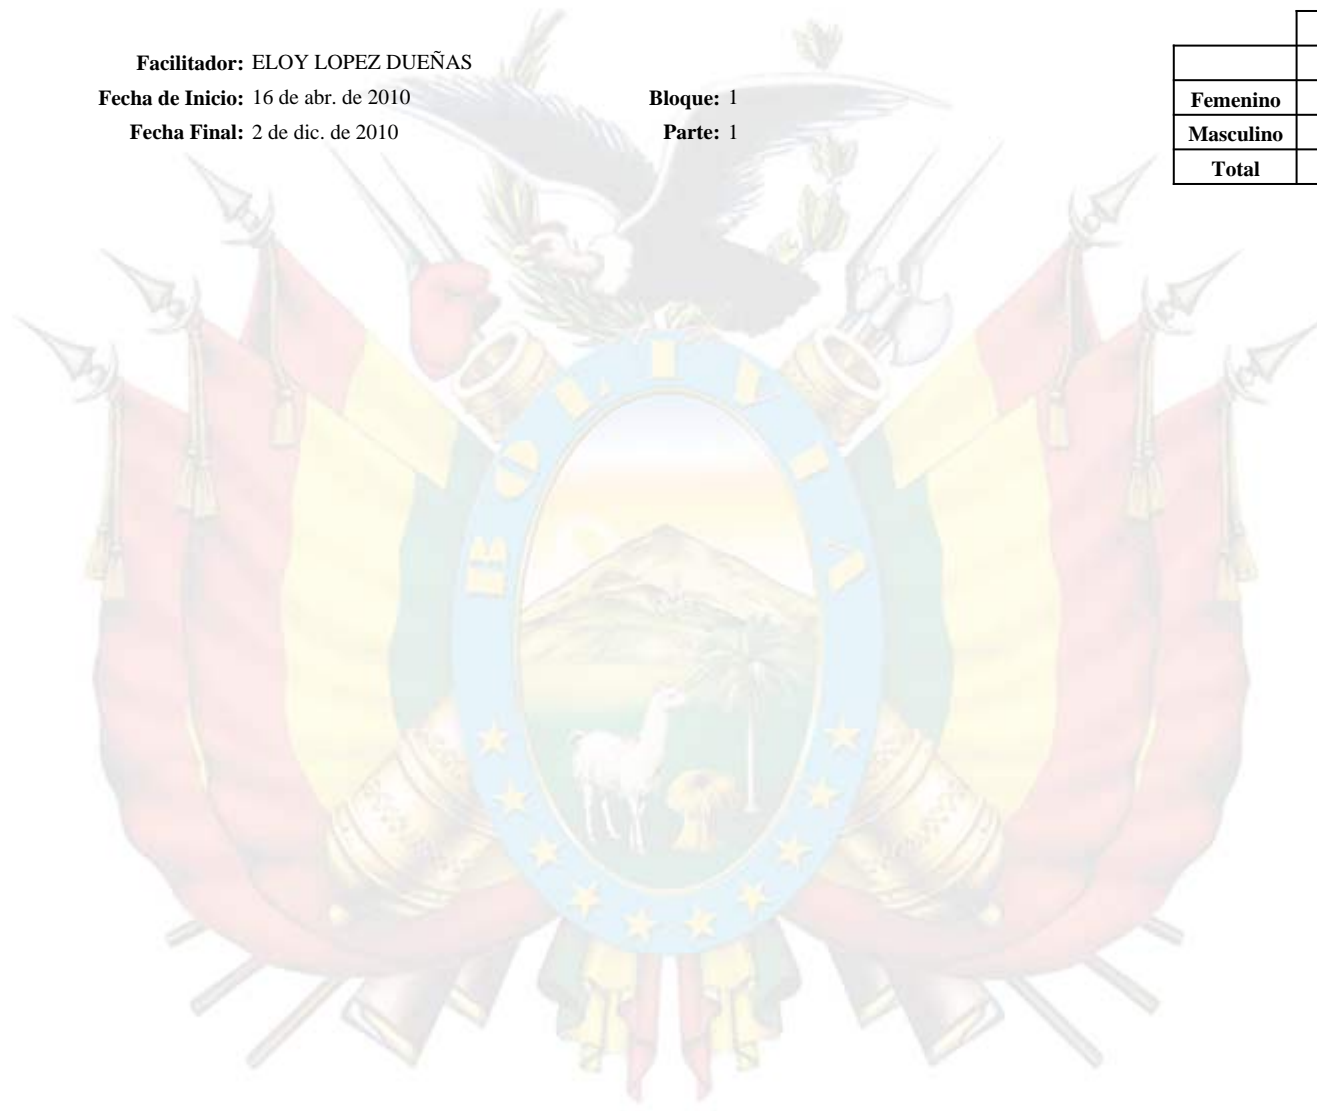 Facilitador: ELOY LOPEZ DUEÑAS
Fecha de Inicio: 16 de abr. de 2010 Bloque: 1
Fecha Final: 2 de dic. de 2010 Parte: 1
Femenino
Masculino
Total
BOLIVIA